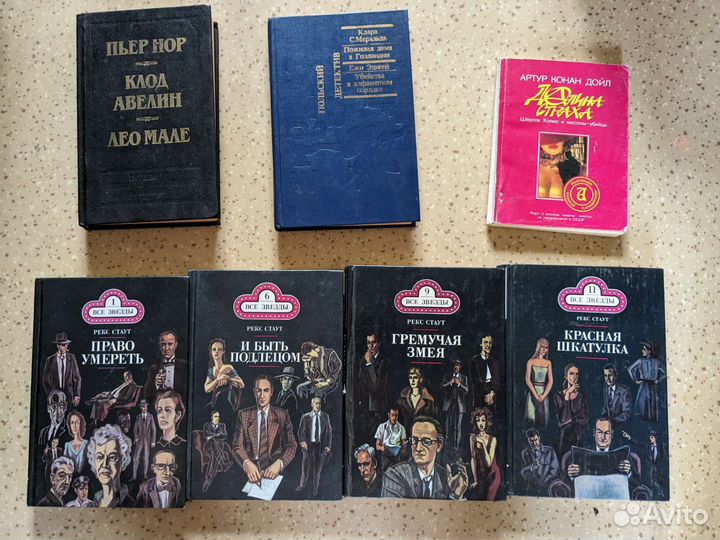 ПЬЕР НОР
КЛОД
АВЕЛИН
ЛЕО МАЛЕ
ПОЛЬСКИЙ
ДЕТЕКТИВ
Клара
С. Меральда
Пожилая дама
в Голландии
Ежи Эдигей
Убийства
в алфавитном
порядке
АРТУР КОНАН ДОЙЛ
ДОЛИНА
СТРАХА
Шерлок Холмс и масоны-убийцы
1
ВСЕ ЗВЕЗДЫ
РЕКС СТАУТ
ПРАВО
УМЕРЕТЬ
6
ВСЕ ЗВЕЗДЫ
РЕКС СТАУТ
И БЫТЬ
ПОДЛЕЦОМ
9
ВСЕ ЗВЕЗДЫ
РЕКС СТАУТ
ГРЕМУЧАЯ
ЗМЕЯ
11
ВСЕ ЗВЕЗДЫ
РЕКС СТАУТ
КРАСНАЯ
ШКАТУЛКА
Avito